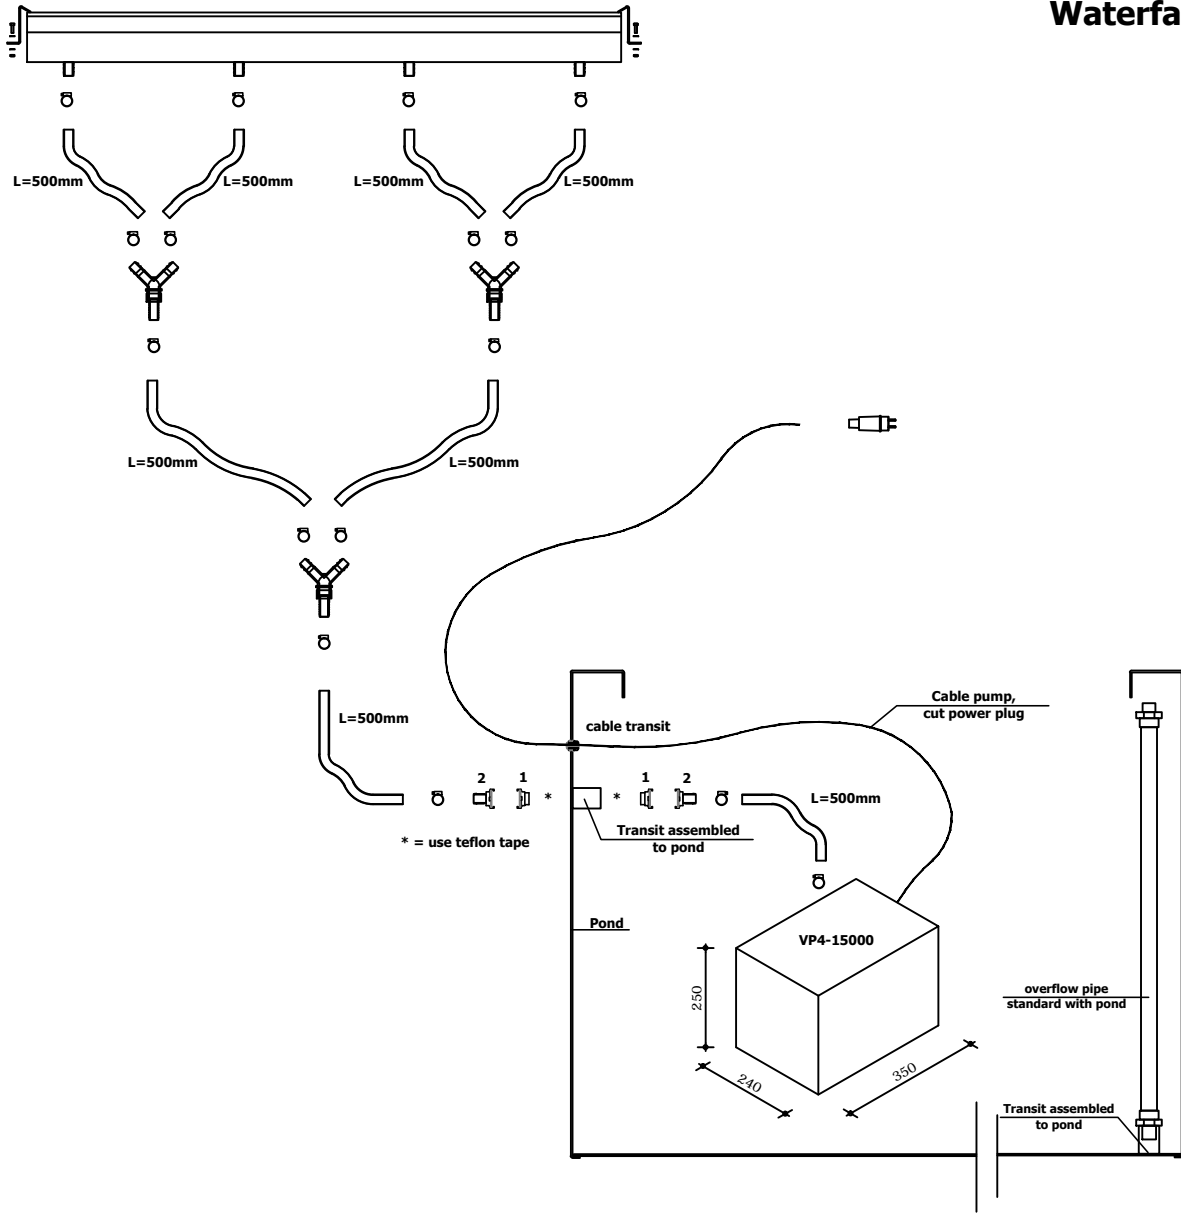 Waterfa
L=500mm
L=500mm
L=500mm
L=500mm
L=500mm
L=500mm
L=500mm
Cable pump,
cut power plug
cable transit
2
1
*
*
1
2
L=500mm
* = use teflon tape
Transit assembled
to pond
Pond
VP4-15000
250
240
350
overflow pipe
standard with pond
Transit assembled
to pond